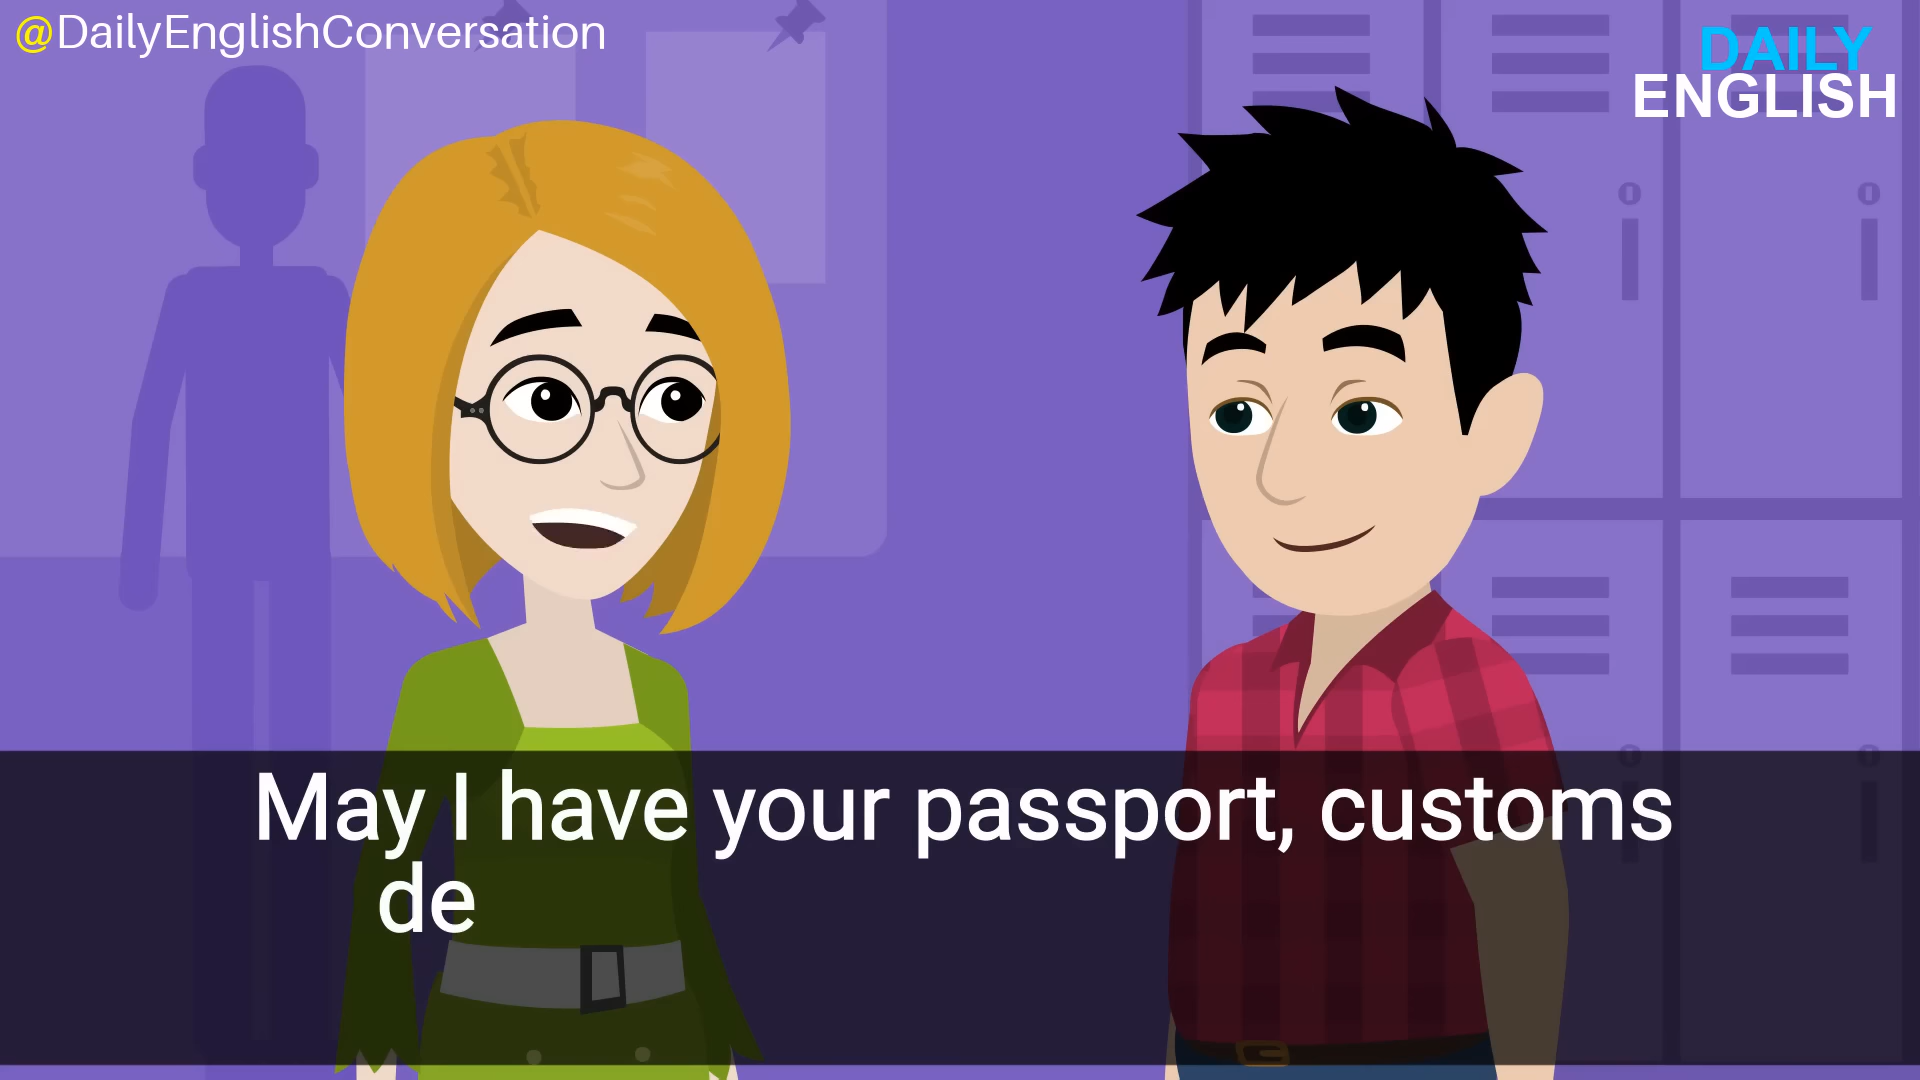 @DailyEnglishConversation
DAILY
ENGLISH
May I have your passport, customs
de